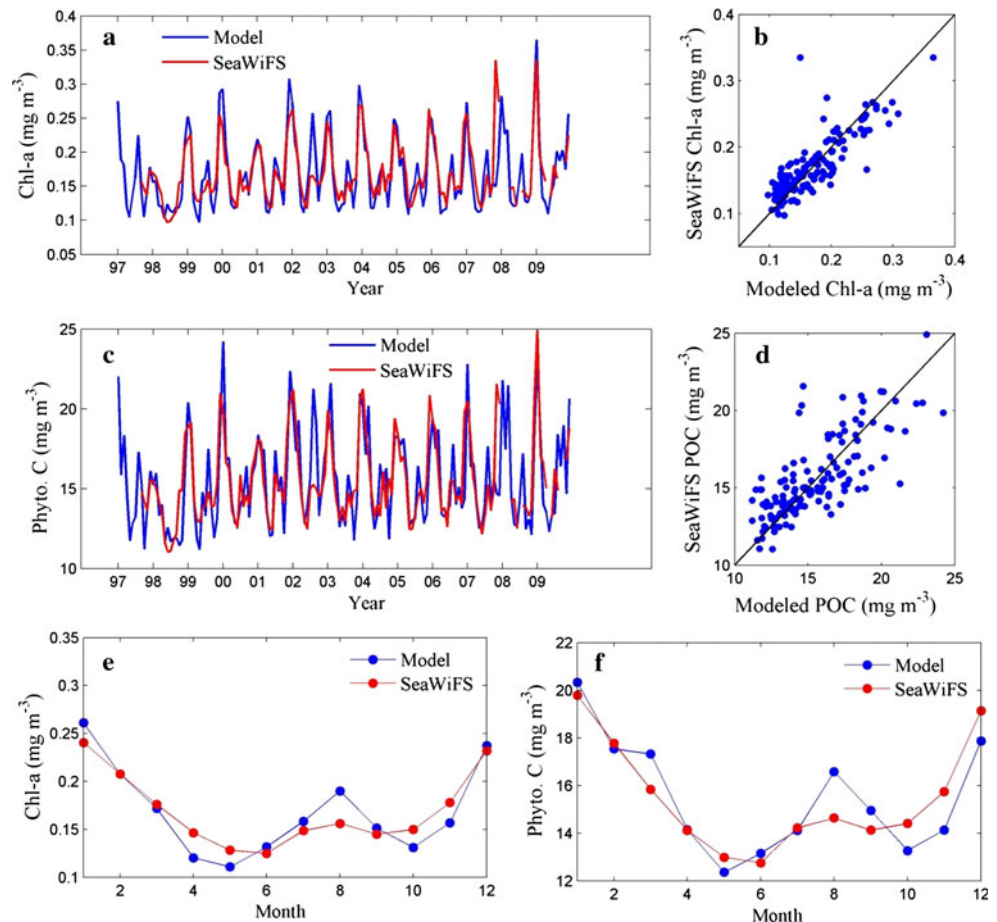 a
Model
SeaWiFS
Chl-a (mg m⁻³)
0.4
0.35
0.3
0.25
0.2
0.15
0.1
0.05
97 98 99 00 01 02 03 04 05 06 07 08 09
Year
b
SeaWiFS Chl-a (mg m⁻³)
0.4
0.3
0.2
0.1
0.1 0.2 0.3 0.4
Modeled Chl-a (mg m⁻³)
c
Model
SeaWiFS
Phyto. C (mg m⁻³)
25
20
15
10
97 98 99 00 01 02 03 04 05 06 07 08 09
Year
d
SeaWiFS POC (mg m⁻³)
25
20
15
10
10 15 20 25
Modeled POC (mg m⁻³)
e
Model
SeaWiFS
Chl-a (mg m⁻³)
0.35
0.3
0.25
0.2
0.15
0.1
2 4 6 8 10 12
Month
f
Model
SeaWiFS
Phyto. C (mg m⁻³)
22
20
18
16
14
12
2 4 6 8 10 12
Month